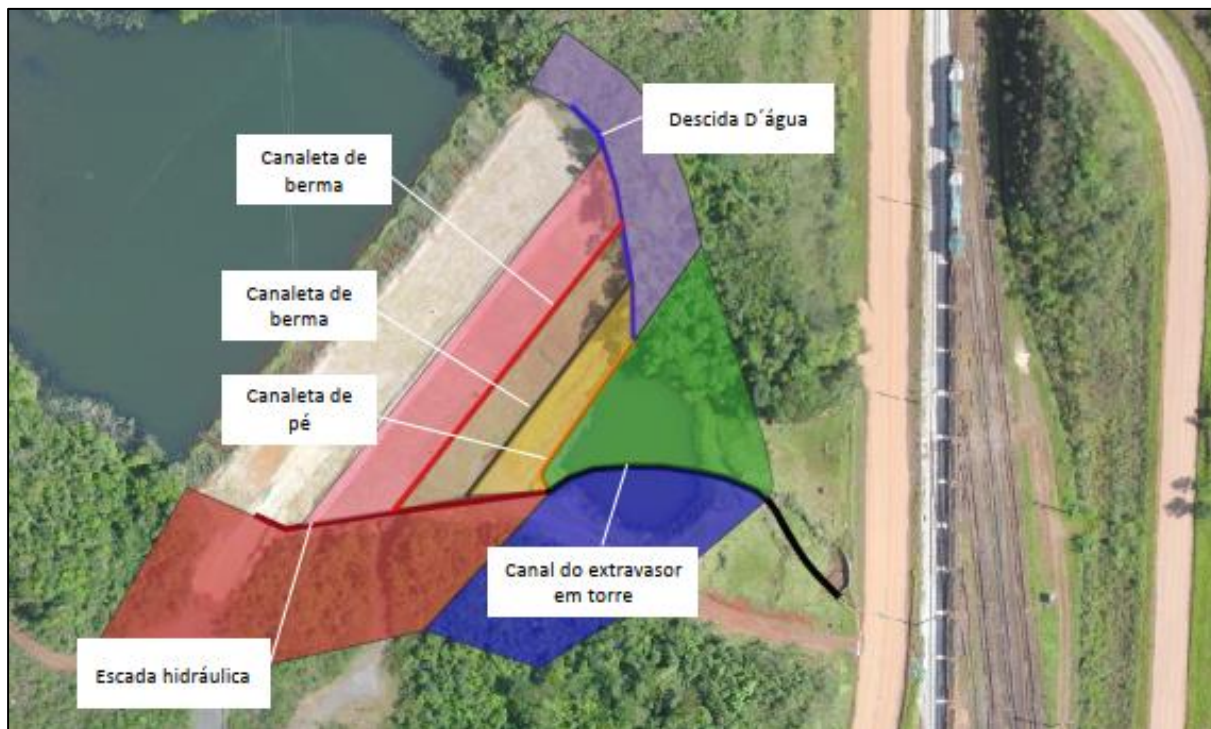 Descida D´água
Canaleta de
berma
Canaleta de
berma
Canaleta de
pé
Canal do extravasor
em torre
Escada hidráulica